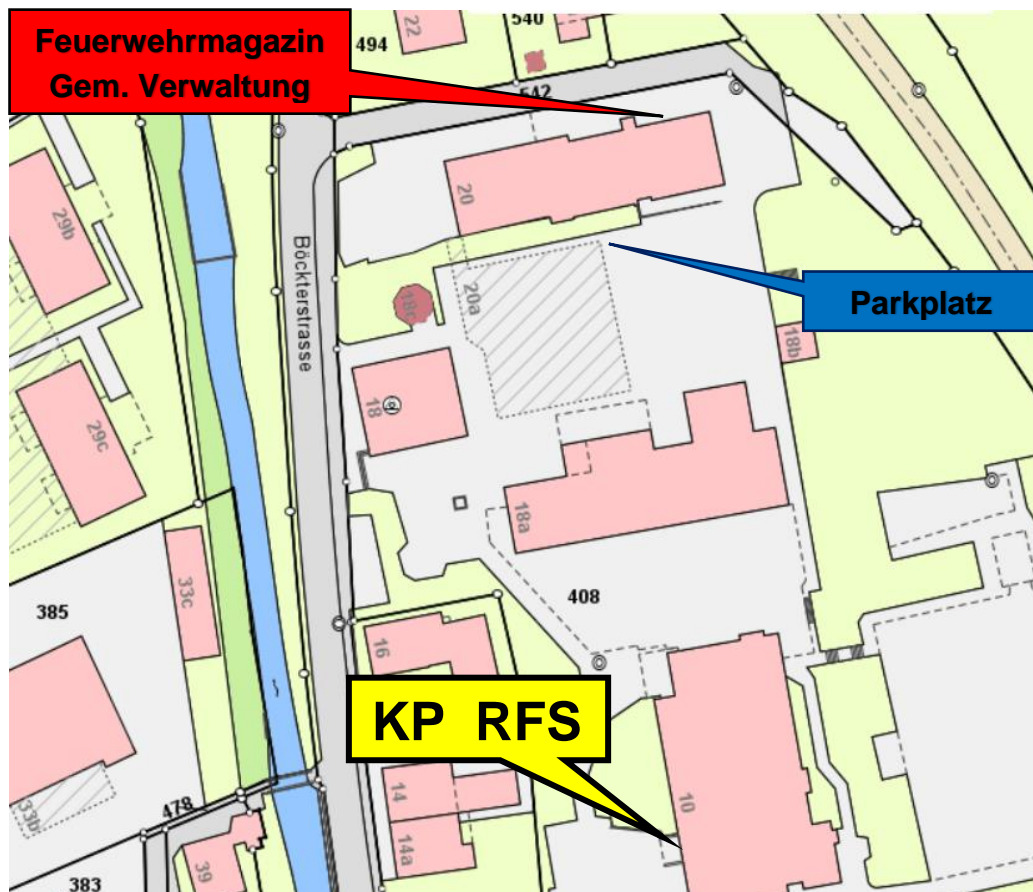 Feuerwehrmagazin
Gem. Verwaltung
22
494
540
542
20
29b
Böckterstrasse
18c
20a
Parkplatz
18b
18
29c
18a
33c
385
408
16
KP RFS
14
10
33b
478
14a
39
383